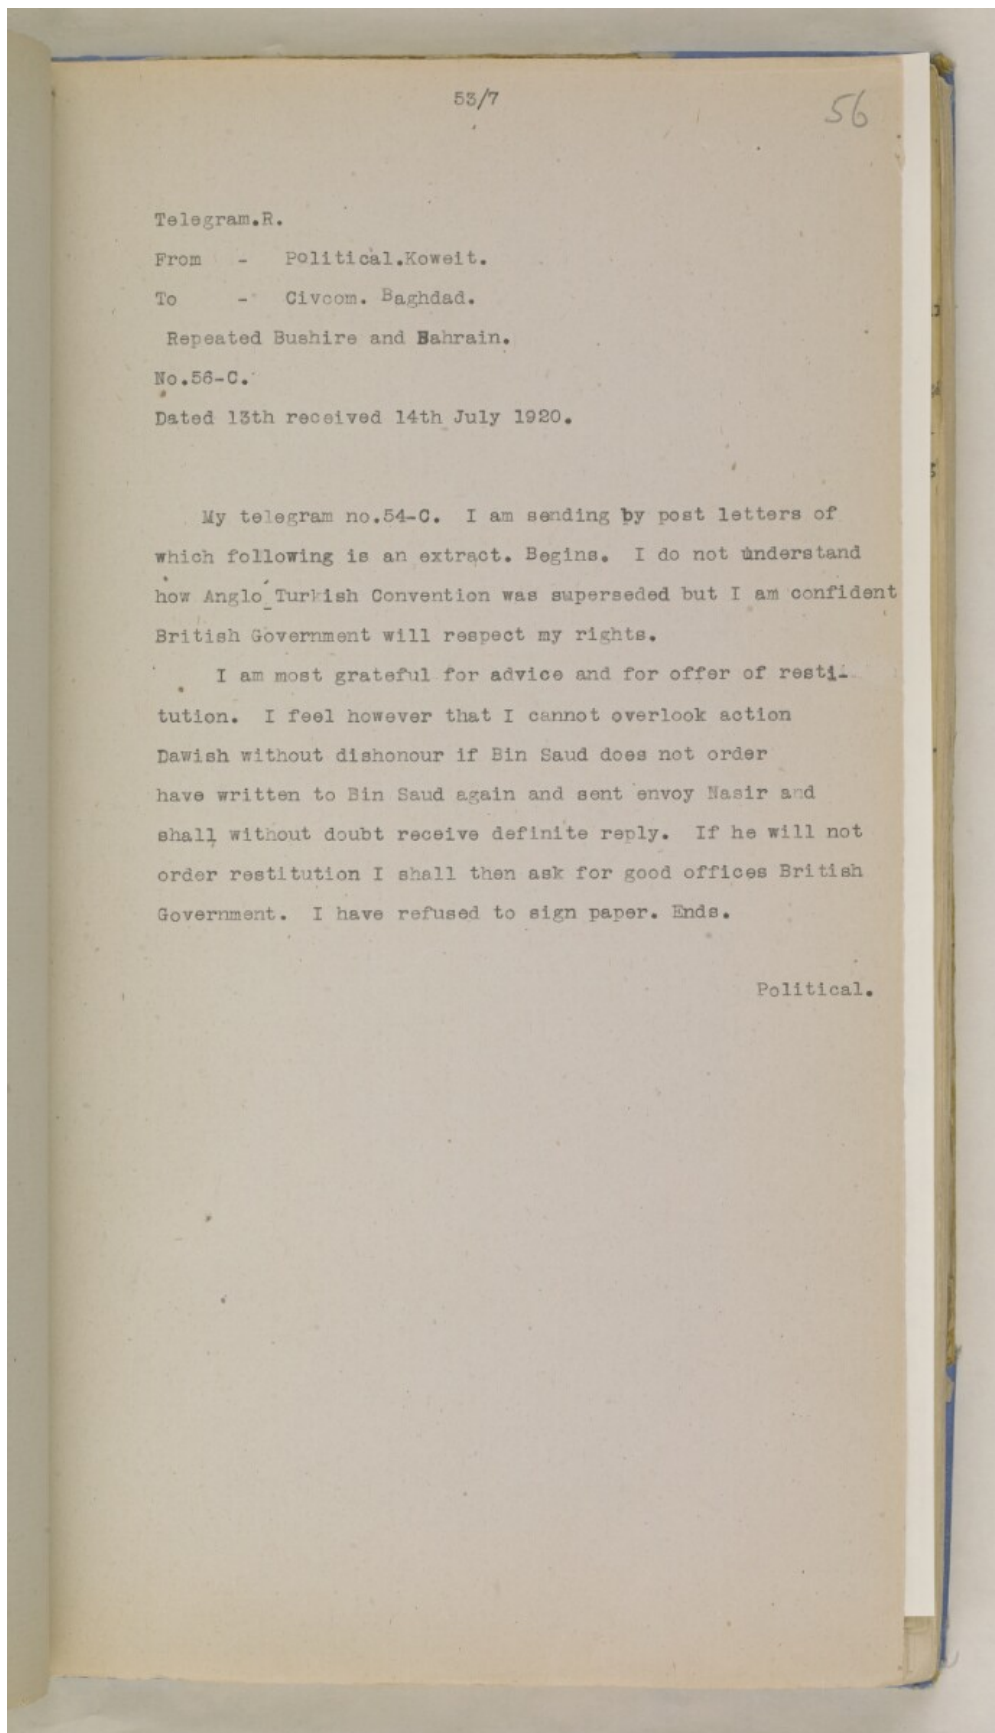 53/7
56
Telegram.R.
From - Political.Koweit.
To - Civcom. Baghdad.
Repeated Bushire and Bahrain.
No.56-C.
Dated 13th received 14th July 1920.
My telegram no.54-C. I am sending by post letters of
which following is an extract. Begins. I do not understand
how Anglo-Turkish Convention was superseded but I am confident
British Government will respect my rights.
I am most grateful for advice and for offer of resti-
tution. I feel however that I cannot overlook action
Dawish without dishonour if Bin Saud does not order
have written to Bin Saud again and sent envoy Nasir and
shall without doubt receive definite reply. If he will not
order restitution I shall then ask for good offices British
Government. I have refused to sign paper. Ends.
Political.